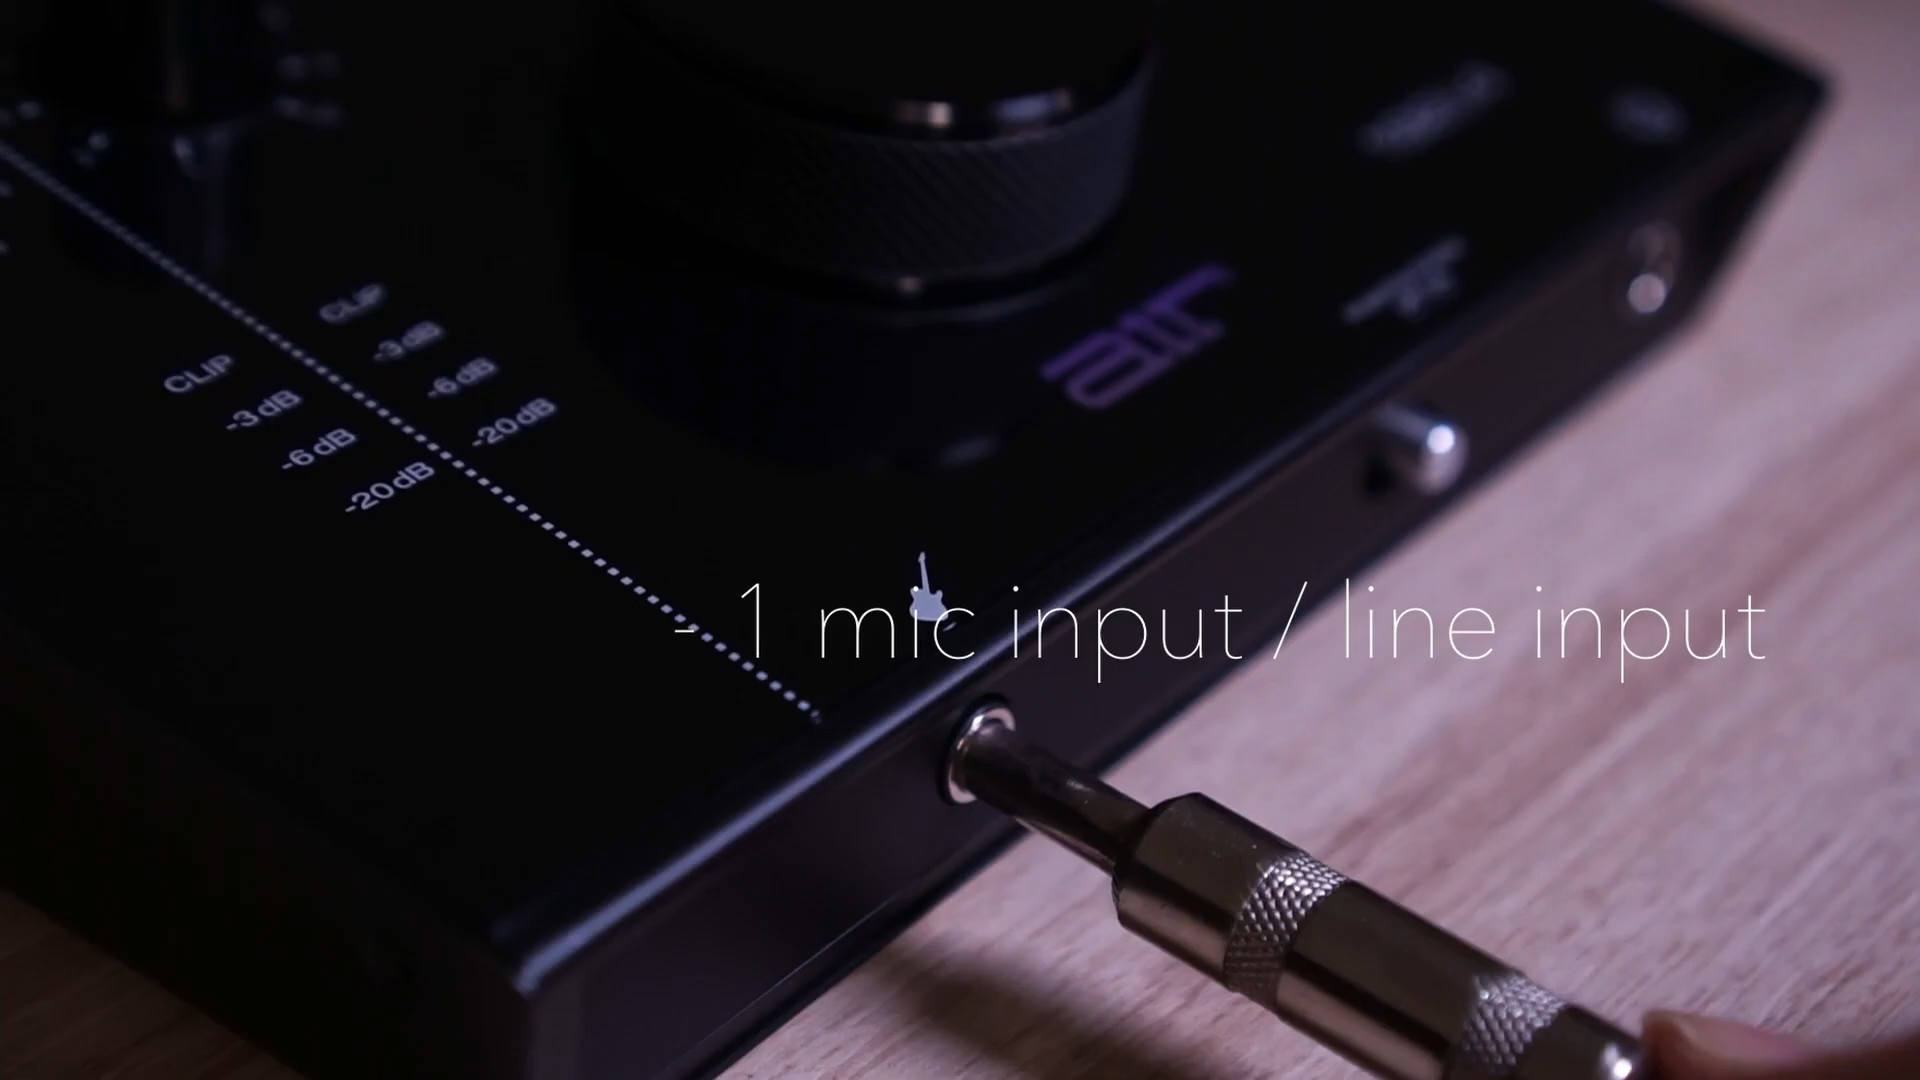 CLIP
-3dB
-6dB
-20dB
CLIP
-3dB
-6dB
-20dB
air
- 1 mic input / line input